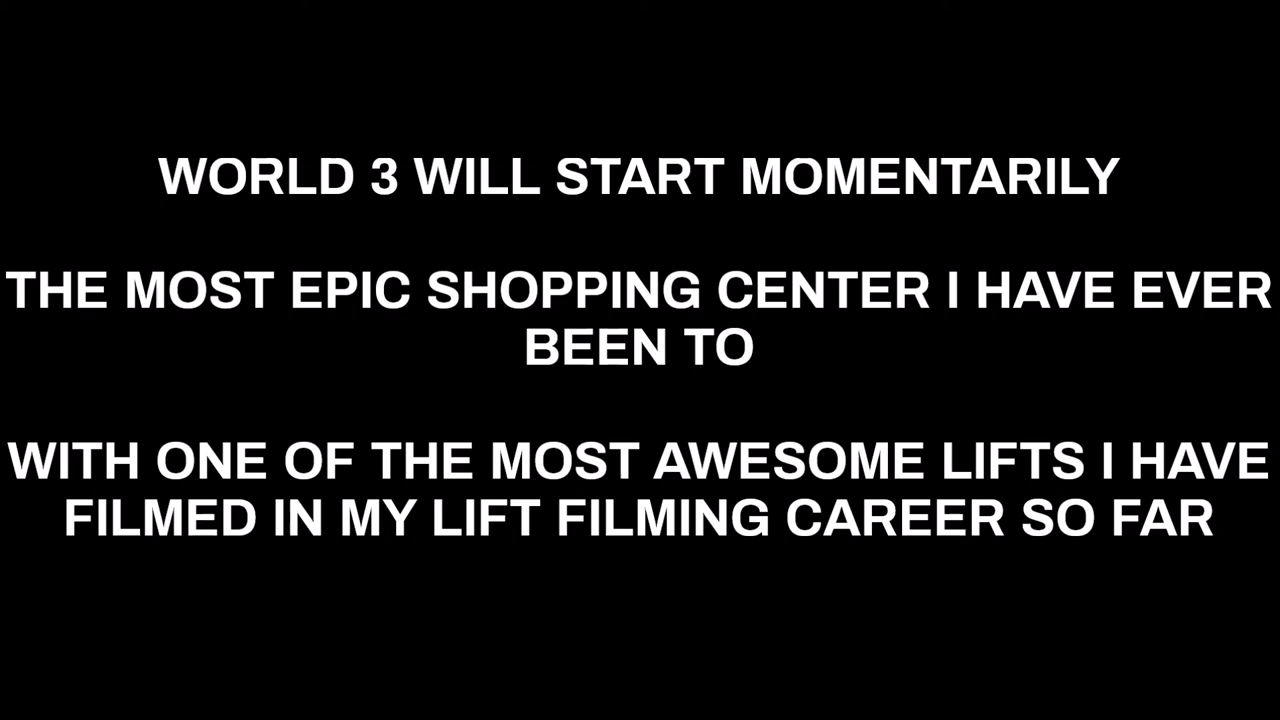 WORLD 3 WILL START MOMENTARILY
THE MOST EPIC SHOPPING CENTER I HAVE EVER
BEEN TO
WITH ONE OF THE MOST AWESOME LIFTS I HAVE
FILMED IN MY LIFT FILMING CAREER SO FAR